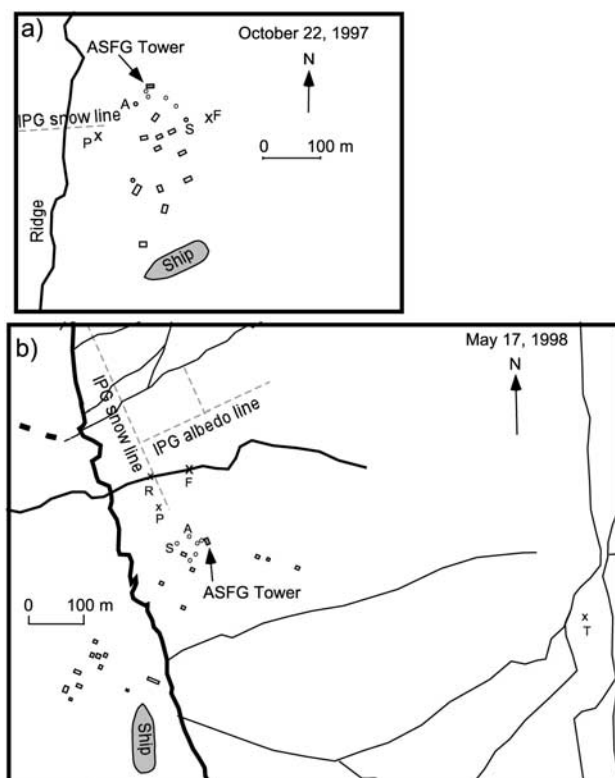 a)
October 22, 1997
ASFG Tower
N
A
F
IPG snow line
S
P
0 100 m
Ridge
Ship
b)
May 17, 1998
N
IPG snow line
IPG albedo line
R
F
P
A
S
ASFG Tower
0 100 m
T
Ship